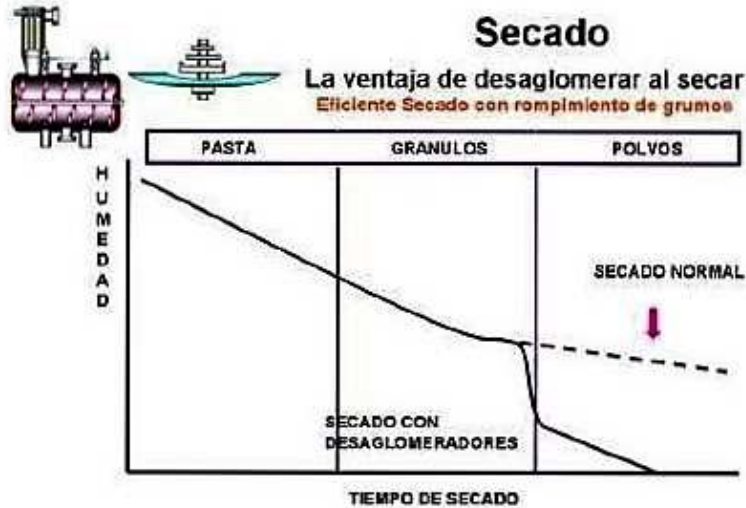 Secado
La ventaja de desaglomerar al secar
Eficiente Secado con rompimiento de grumos
PASTA GRANULOS POLVOS
HUMEDAD
SECADO NORMAL
SECADO CON
DESAGLOMERADORES
TIEMPO DE SECADO